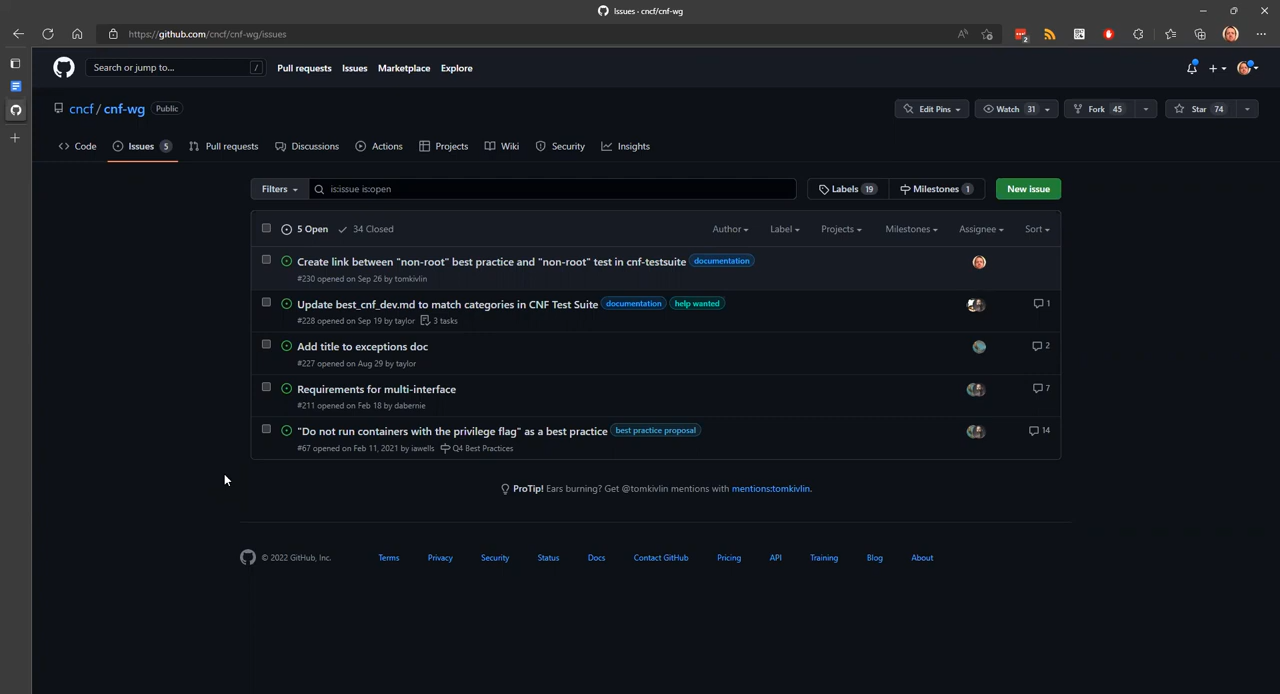 Issues · cncf/cnf-wg
https://github.com/cncf/cnf-wg/issues
2
Search or jump to... /
Pull requests Issues Marketplace Explore
cncf / cnf-wg Public
Edit Pins Watch 31 Fork 45 Star 74
Code Issues 5 Pull requests Discussions Actions Projects Wiki Security Insights
Filters is:issue is:open Labels 19 Milestones 1 New issue
5 Open 34 Closed Author Label Projects Milestones Assignee Sort
Create link between "non-root" best practice and "non-root" test in cnf-testsuite documentation
#230 opened on Sep 26 by tomkivlin
Update best_cnf_dev.md to match categories in CNF Test Suite documentation help wanted 1
#228 opened on Sep 19 by taylor 3 tasks
Add title to exceptions doc 2
#227 opened on Aug 29 by taylor
Requirements for multi-interface 7
#211 opened on Feb 18 by dabernie
"Do not run containers with the privilege flag" as a best practice best practice proposal 14
#67 opened on Feb 11, 2021 by iawells Q4 Best Practices
ProTip! Ears burning? Get @tomkivlin mentions with mentions:tomkivlin.
© 2022 GitHub, Inc. Terms Privacy Security Status Docs Contact GitHub Pricing API Training Blog About